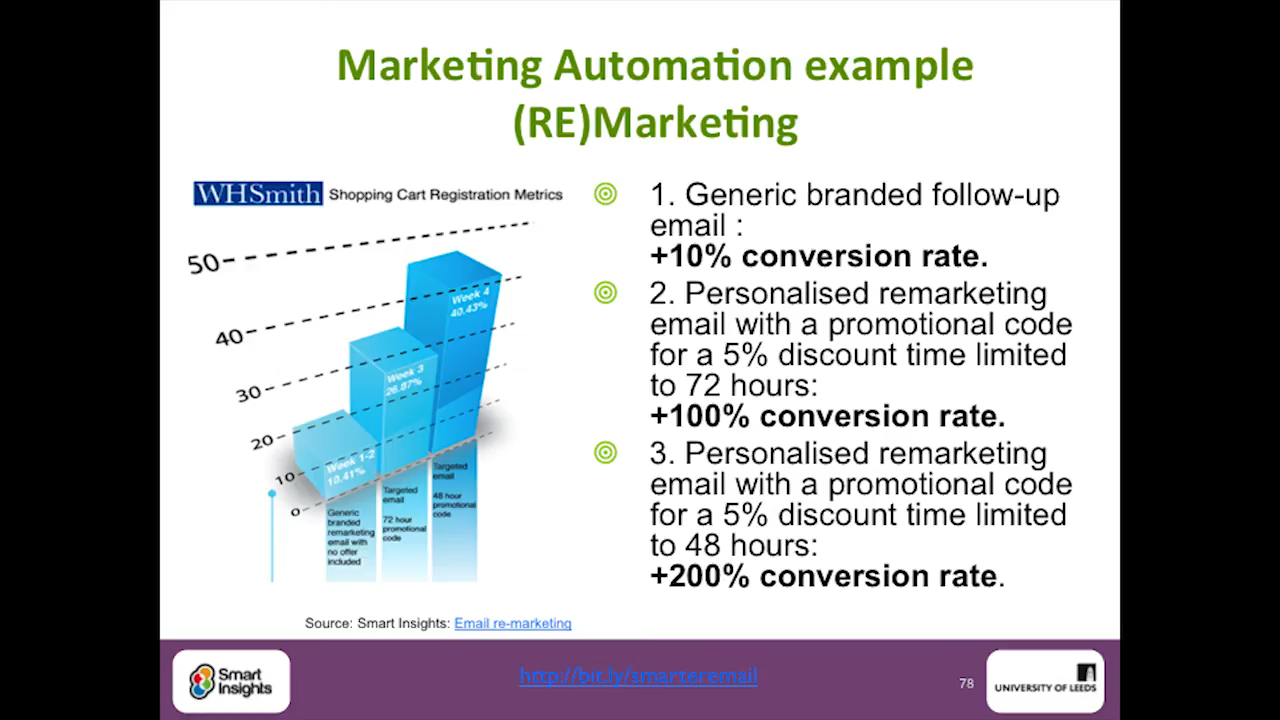 Marketing Automation example
(RE)Marketing
WHSmith Shopping Cart Registration Metrics
50
40
30
20
10
0
Week 4
40.43%
Week 3
26.87%
Week 1-2
10.41%
Generic
branded
remarketing
email with
no offer
included
Targeted
email
72 hour
promotional
code
Targeted
email
48 hour
promotional
code
1. Generic branded follow-up
email :
+10% conversion rate.
2. Personalised remarketing
email with a promotional code
for a 5% discount time limited
to 72 hours:
+100% conversion rate.
3. Personalised remarketing
email with a promotional code
for a 5% discount time limited
to 48 hours:
+200% conversion rate.
Source: Smart Insights: Email re-marketing
Smart
Insights
http://bit.ly/smarteremail
78
UNIVERSITY OF LEEDS